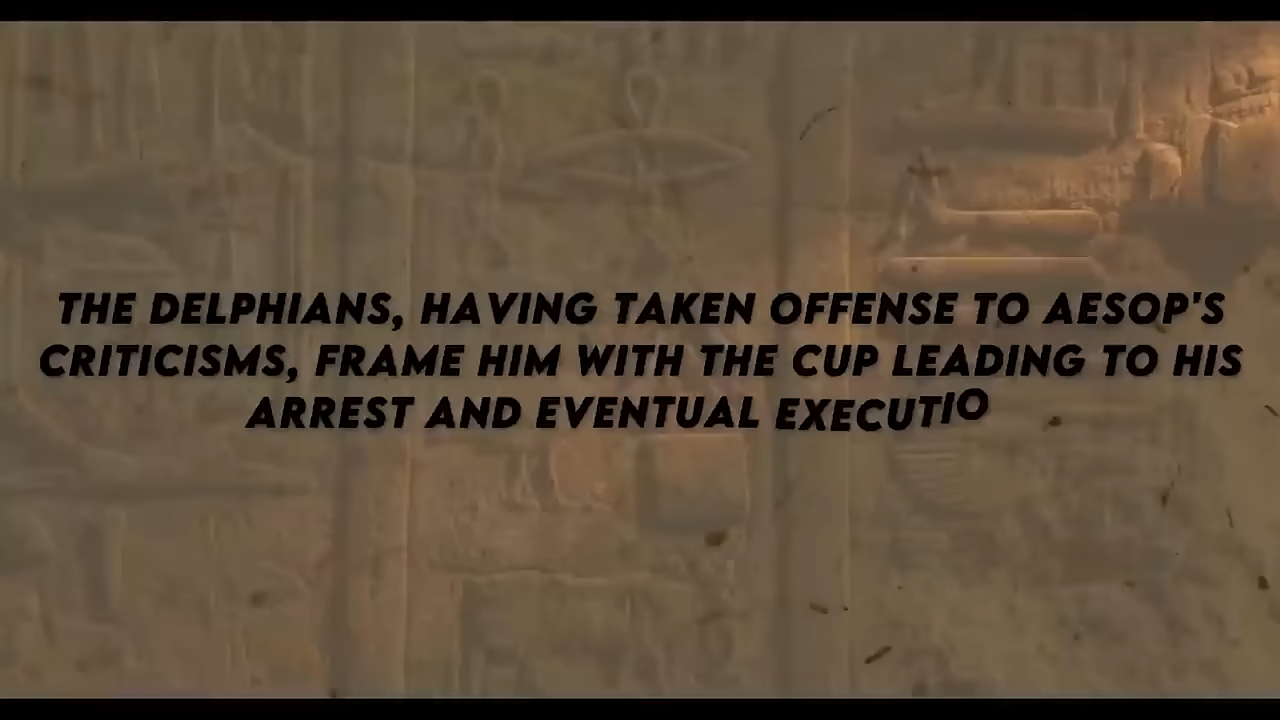 THE DELPHIANS, HAVING TAKEN OFFENSE TO AESOP'S
CRITICISMS, FRAME HIM WITH THE CUP LEADING TO HIS
ARREST AND EVENTUAL EXECUTIO